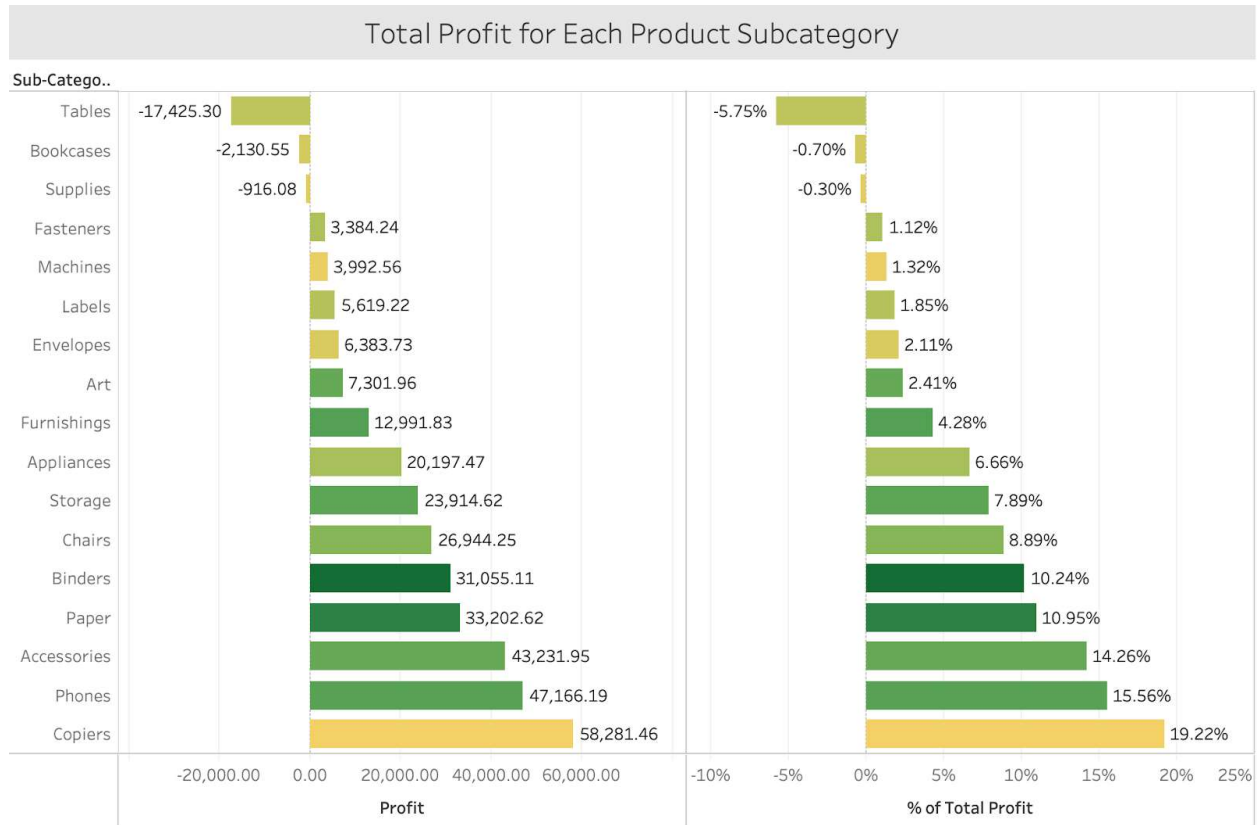 Total Profit for Each Product Subcategory
Sub-Catego..
Tables -17,425.30 -5.75%
Bookcases -2,130.55 -0.70%
Supplies -916.08 -0.30%
Fasteners 3,384.24 1.12%
Machines 3,992.56 1.32%
Labels 5,619.22 1.85%
Envelopes 6,383.73 2.11%
Art 7,301.96 2.41%
Furnishings 12,991.83 4.28%
Appliances 20,197.47 6.66%
Storage 23,914.62 7.89%
Chairs 26,944.25 8.89%
Binders 31,055.11 10.24%
Paper 33,202.62 10.95%
Accessories 43,231.95 14.26%
Phones 47,166.19 15.56%
Copiers 58,281.46 19.22%
-20,000.00 0.00 20,000.00 40,000.00 60,000.00 -10% -5% 0% 5% 10% 15% 20% 25%
Profit % of Total Profit